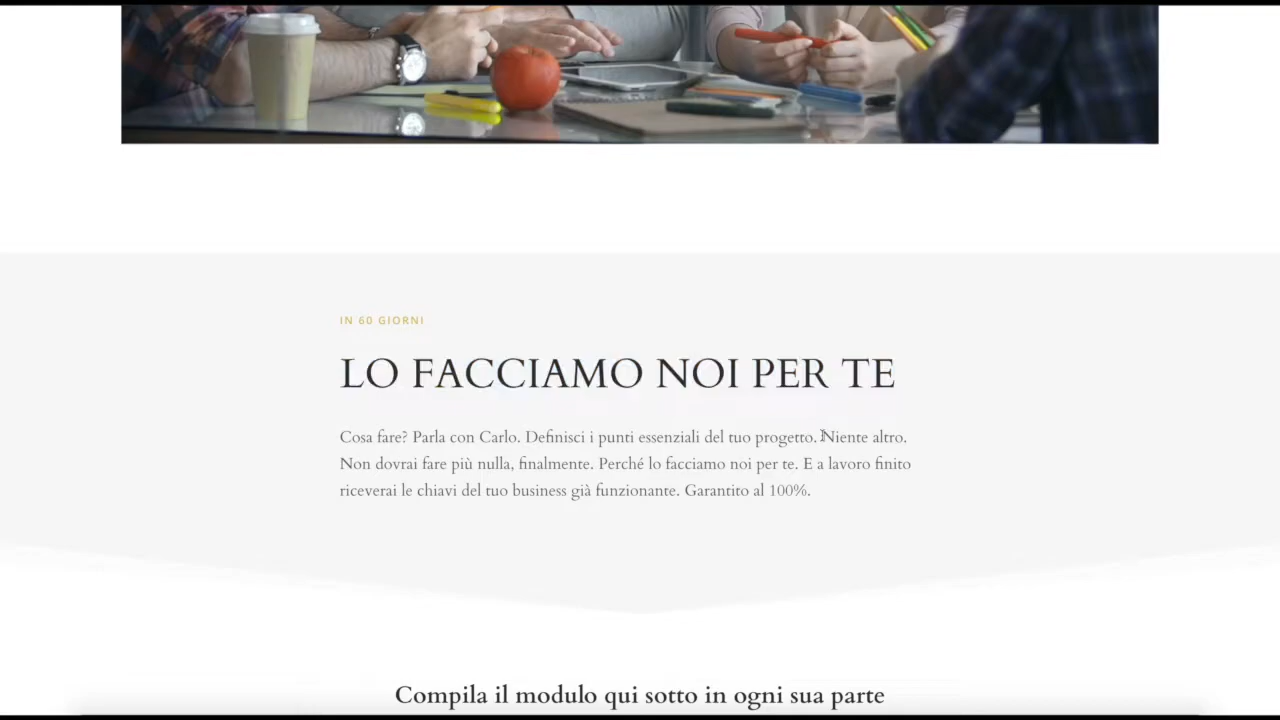 IN 60 GIORNI
LO FACCIAMO NOI PER TE
Cosa fare? Parla con Carlo. Definisci i punti essenziali del tuo progetto. Niente altro.
Non dovrai fare più nulla, finalmente. Perché lo facciamo noi per te. E a lavoro finito
riceverai le chiavi del tuo business già funzionante. Garantito al 100%.
Compila il modulo qui sotto in ogni sua parte